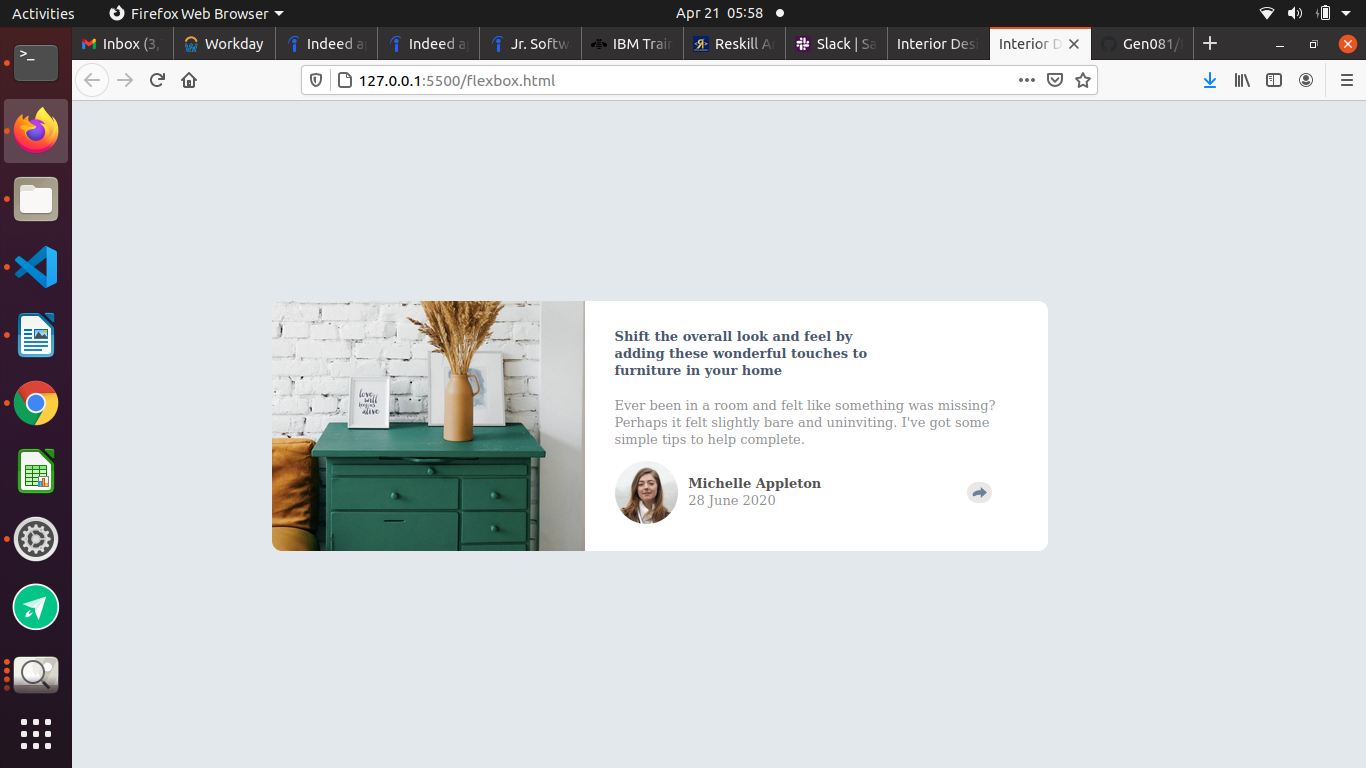 Activities
Firefox Web Browser
Apr 21 05:58
Inbox (3,
Workday
Indeed a
Indeed a
Jr. Softw
IBM Train
Reskill A
Slack | Sa
Interior Desi
Interior D
Gen081/
127.0.0.1:5500/flexbox.html
Shift the overall look and feel by
adding these wonderful touches to
furniture in your home
Ever been in a room and felt like something was missing?
Perhaps it felt slightly bare and uninviting. I've got some
simple tips to help complete.
love
will
keep us
alive
Michelle Appleton
28 June 2020